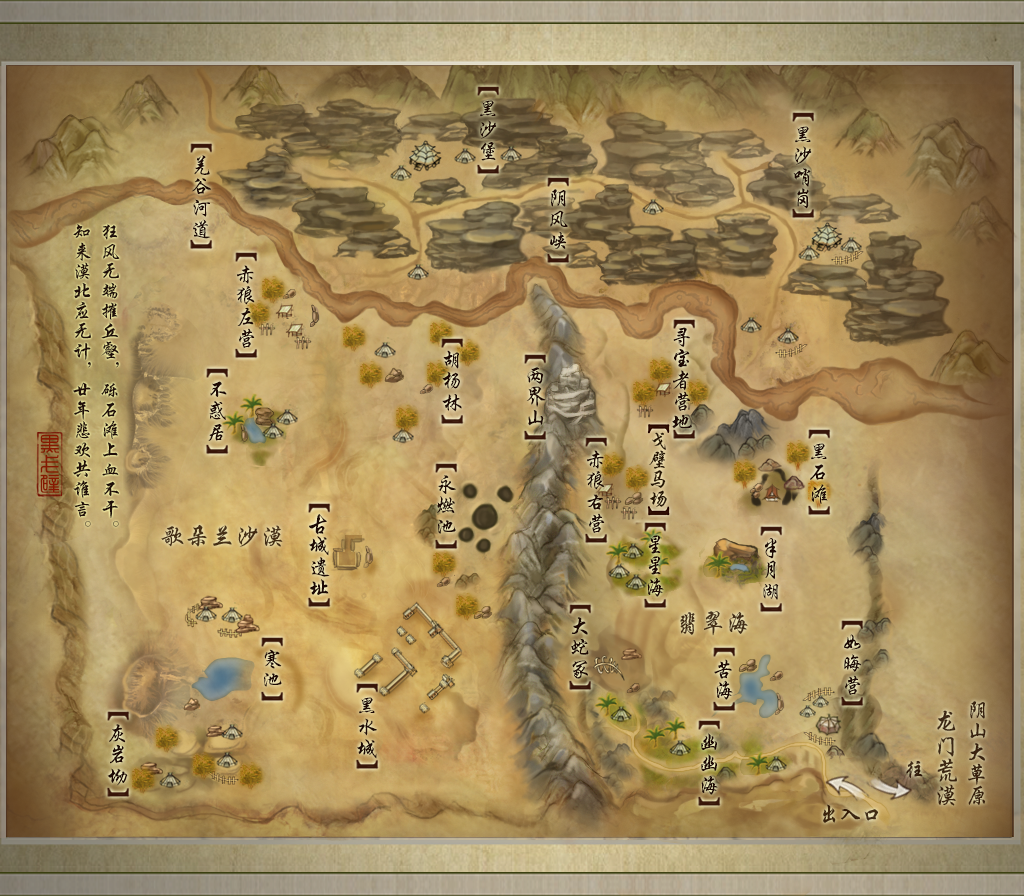 【黑沙堡】
【黑沙哨岗】
【羌谷河道】
【阴风峡】
狂风无端摧丘壑，砾石滩上血不干。
知来漠北应无计，廿年悲欢共谁言。
黑戈壁
【赤狼左营】
【胡杨林】
【寻宝者营地】
【不惑居】
【两界山】
【戈壁马场】
【赤狼右营】
【黑石滩】
【永燃池】
歌朵兰沙漠
【古城遗址】
【星星海】
【半月湖】
翡翠海
【大蛇冢】
【如晦营】
【寒池】
【苦海】
【黑水城】
【灰岩坳】
【幽幽海】
阴山大草原
龙门荒漠
往
出入口